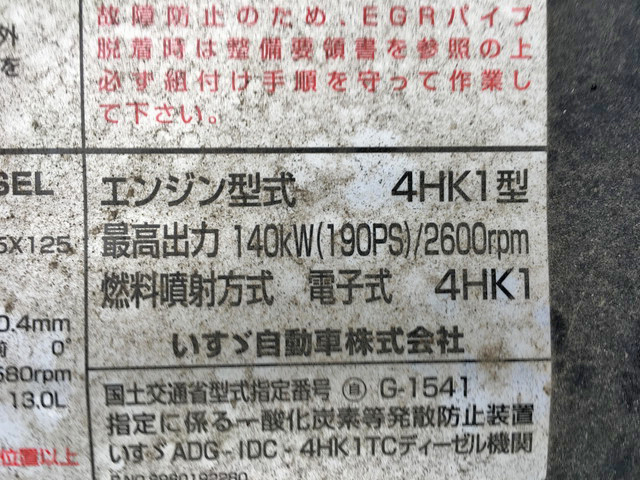 故障防止のため、EGRパイプ
脱着時は整備要領書を参照の上
必ず組付け手順を守って作業し
て下さい。
外
を
SEL
5X125
0.4mm
荷 0°
580rpm
13.0L
位置以上
エンジン型式 4HK1型
最高出力 140kW(190PS)/2600rpm
燃料噴射方式 電子式 4HK1
いすゞ自動車株式会社
国土交通省型式指定番号 ㊀ G-1541
指定に係る一酸化炭素等発散防止装置
いすゞADG-IDC-4HK1TCディーゼル機関